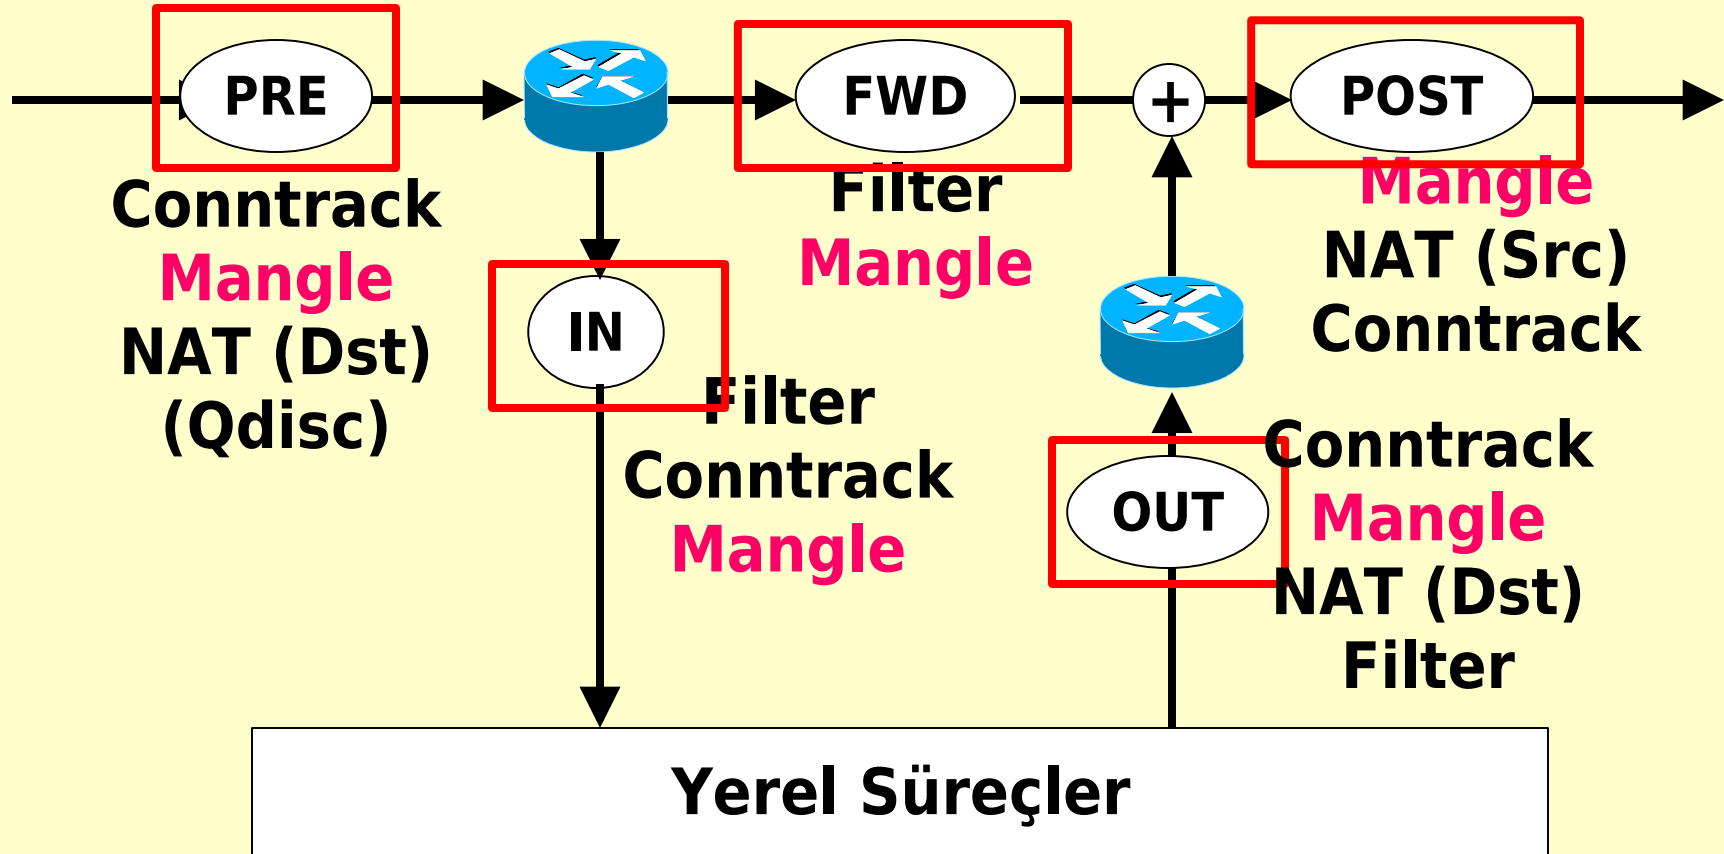 PRE
FWD
+
POST
Conntrack
Mangle
NAT (Dst)
(Qdisc)
Filter
Mangle
Mangle
NAT (Src)
Conntrack
IN
Filter
Conntrack
Mangle
OUT
Conntrack
Mangle
NAT (Dst)
Filter
Yerel Süreçler